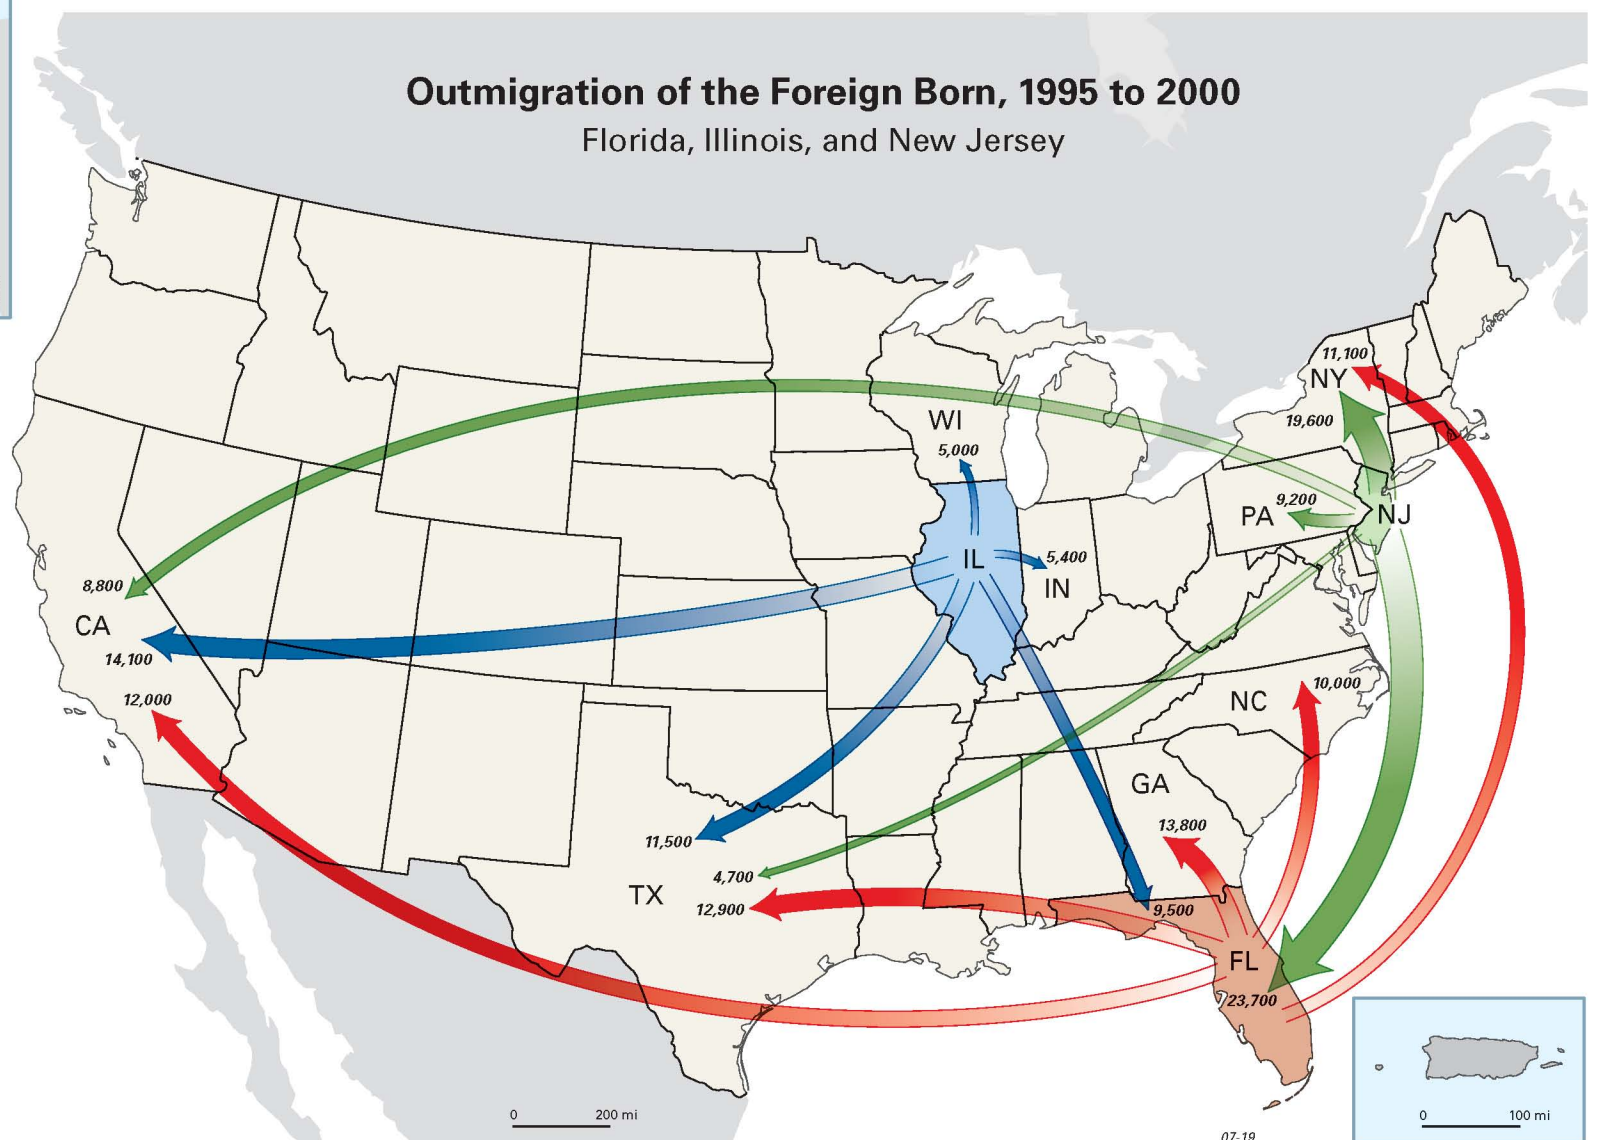 Outmigration of the Foreign Born, 1995 to 2000
Florida, Illinois, and New Jersey
11,100
NY
19,600
WI
5,000
9,200
PA
NJ
IL
5,400
IN
8,800
CA
14,100
12,000
10,000
NC
GA
13,800
11,500
4,700
TX
12,900
9,500
FL
23,700
0 200 mi
0 100 mi
07-19